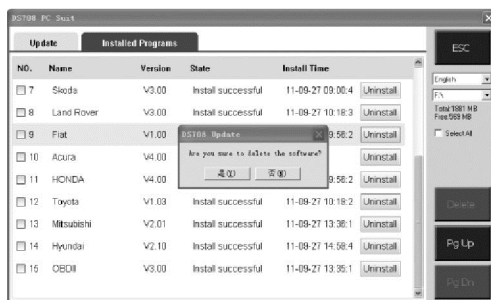 DS708 PC Suit
Update Installed Programs
ESC
NO. Name Version State Install Time
7 Skoda V3.00 Install successful 11-09-27 09:00:4 Uninstall
8 Land Rover V3.00 Install successful 11-09-27 10:18:3 Uninstall
9 Fiat V1.00 9:56:2 Uninstall
10 Acura V4.00 Uninstall
11 HONDA V4.00 9:56:2 Uninstall
12 Toyota V1.03 Install successful 11-09-27 10:19:2 Uninstall
13 Mitsubishi V2.01 Install successful 11-09-27 13:36:1 Uninstall
14 Hyundai V2.10 Install successful 11-09-27 14:58:4 Uninstall
15 OBDII V3.00 Install successful 11-09-27 13:35:1 Uninstall
DS708 Update
Are you sure to delete the software?
是(Y) 否(N)
English
F:\
Total:1881 MB
Free:569 MB
Select All
Delete
Pg Up
Pg Dn